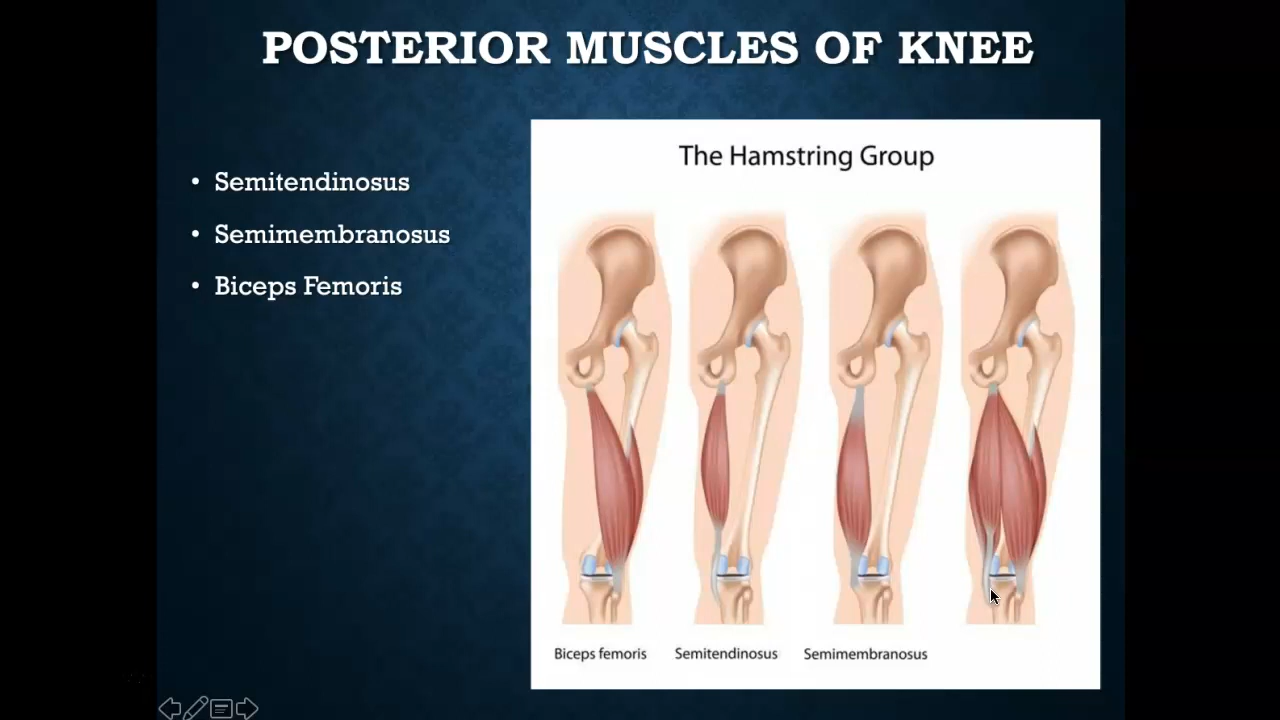 POSTERIOR MUSCLES OF KNEE
• Semitendinosus
• Semimembranosus
• Biceps Femoris
The Hamstring Group
Biceps femoris Semitendinosus Semimembranosus